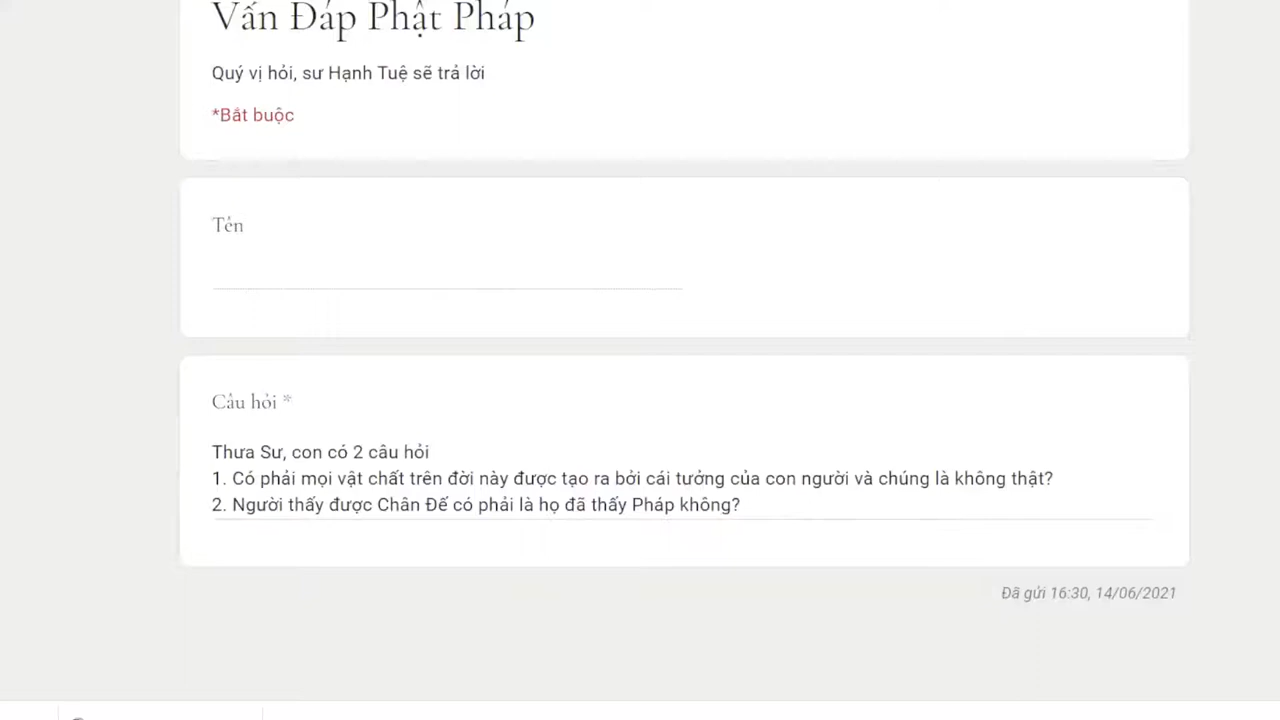 Vấn Đáp Phật Pháp
Quý vị hỏi, sư Hạnh Tuệ sẽ trả lời
*Bắt buộc
Tên
Câu hỏi *
Thưa Sư, con có 2 câu hỏi
1. Có phải mọi vật chất trên đời này được tạo ra bởi cái tưởng của con người và chúng là không thật?
2. Người thấy được Chân Đế có phải là họ đã thấy Pháp không?
Đã gửi 16:30, 14/06/2021